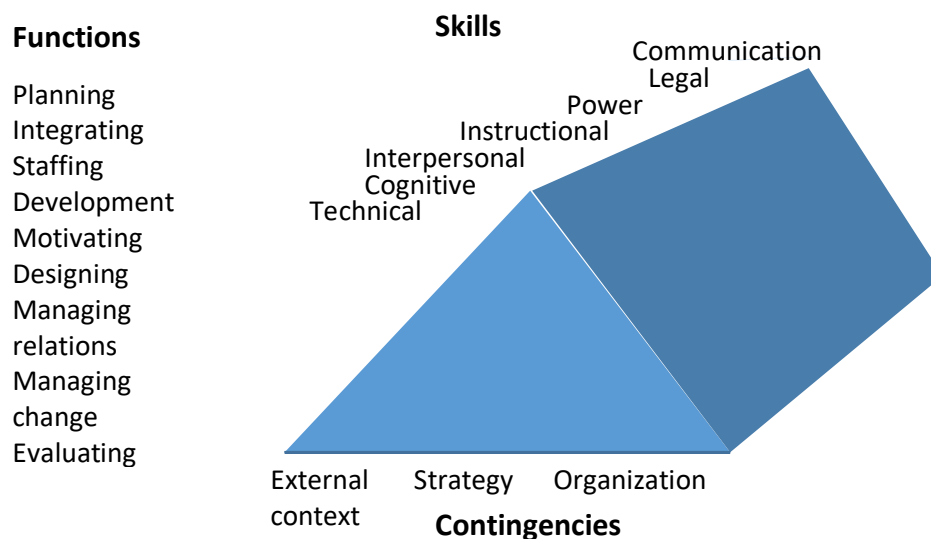 Functions
Planning
Integrating
Staffing
Development
Motivating
Designing
Managing
relations
Managing
change
Evaluating
Skills
Communication
Legal
Power
Instructional
Interpersonal
Cognitive
Technical
External
context
Strategy
Organization
Contingencies